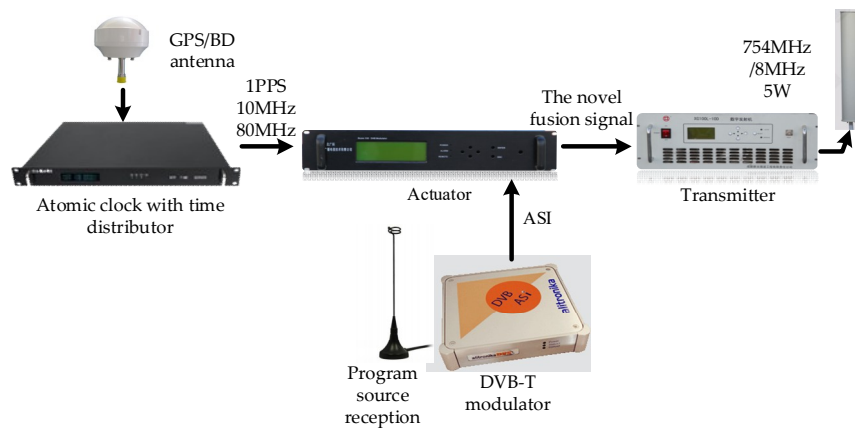 GPS/BD
antenna
1PPS
10MHz
80MHz
The novel
fusion signal
754MHz
/8MHz
5W
Atomic clock with time
distributor
Actuator
Transmitter
ASI
DVB
ASI
alitronika
Program
source
reception
DVB-T
modulator